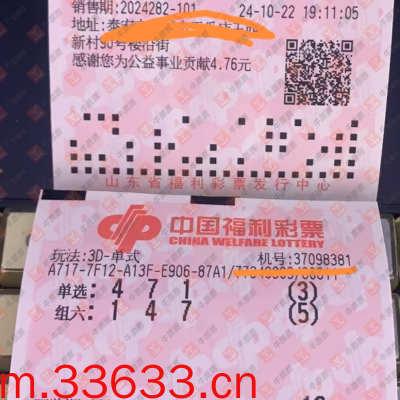 销售期:2024282-101 24-10-22 19:11:05
地址:泰安
新村90号楼沿街
感谢您为公益事业贡献4.76元
山东省福利彩票发行中心
中国福利彩票
CHINA WELFARE LOTTERY
玩法:3D-单式 机号:37098381
A717-7F12-A13F-E906-87A1/
单选: 4 7 1 (3)
组六: 1 4 7 (5)
m.33633.cn